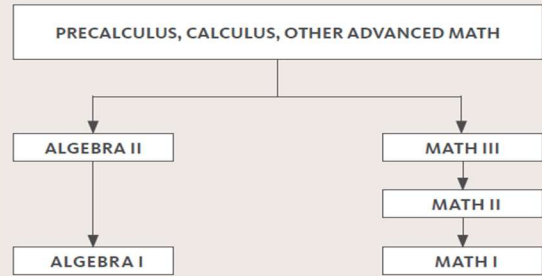 PRECALCULUS, CALCULUS, OTHER ADVANCED MATH
ALGEBRA II
MATH III
MATH II
ALGEBRA I
MATH I